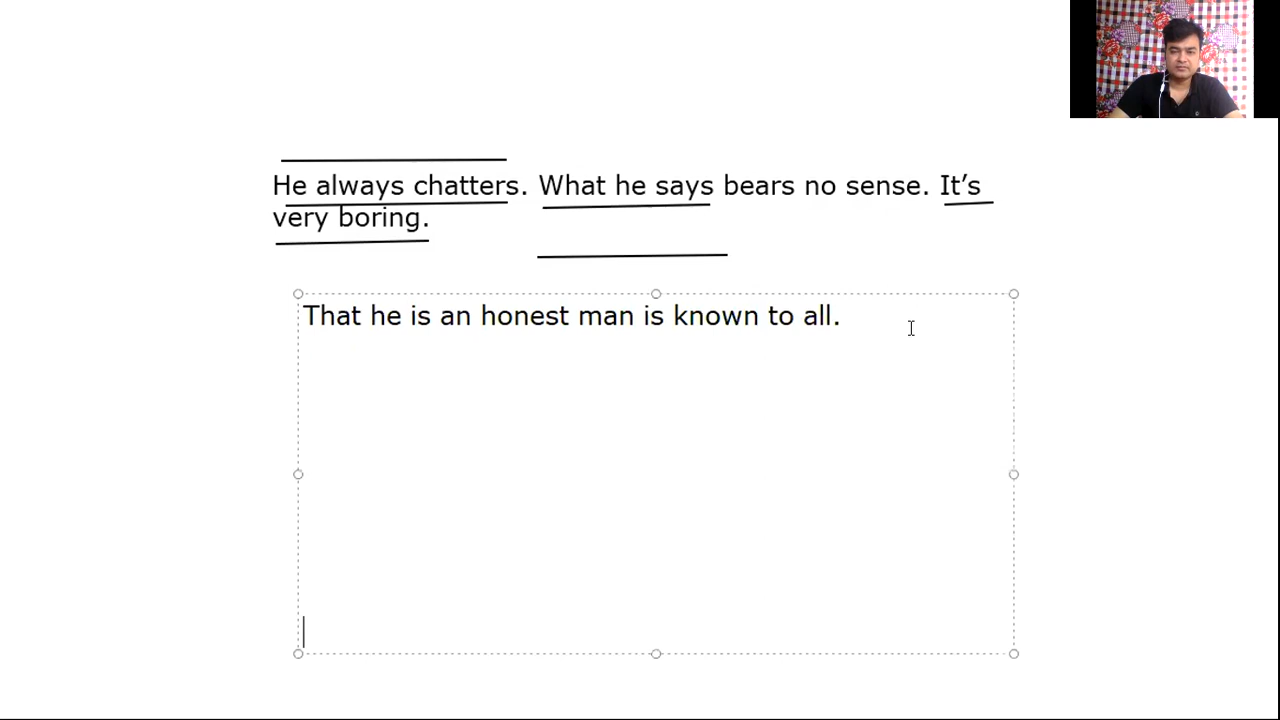 He always chatters. What he says bears no sense. It’s
very boring.
That he is an honest man is known to all.